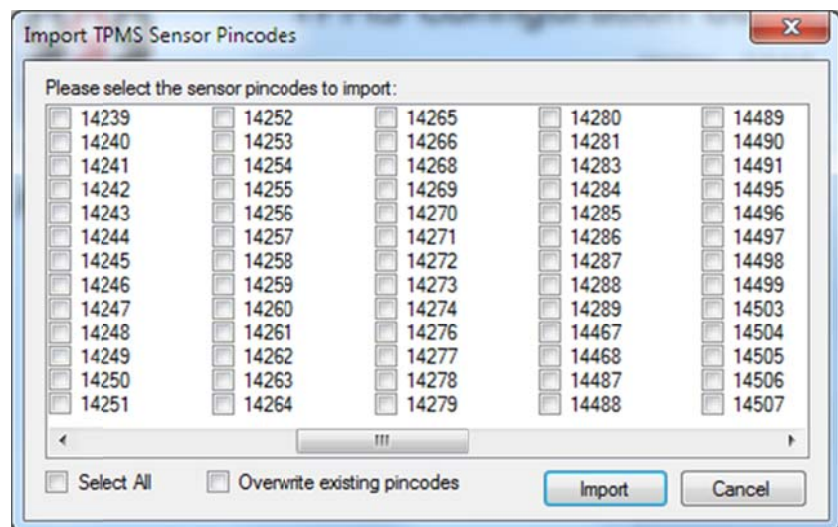 Import TPMS Sensor Pincodes
Please select the sensor pincodes to import:
14239 14252 14265 14280 14489
14240 14253 14266 14281 14490
14241 14254 14268 14283 14491
14242 14255 14269 14284 14495
14243 14256 14270 14285 14496
14244 14257 14271 14286 14497
14245 14258 14272 14287 14498
14246 14259 14273 14288 14499
14247 14260 14274 14289 14503
14248 14261 14276 14467 14504
14249 14262 14277 14468 14505
14250 14263 14278 14487 14506
14251 14264 14279 14488 14507
Select All Overwrite existing pincodes Import Cancel